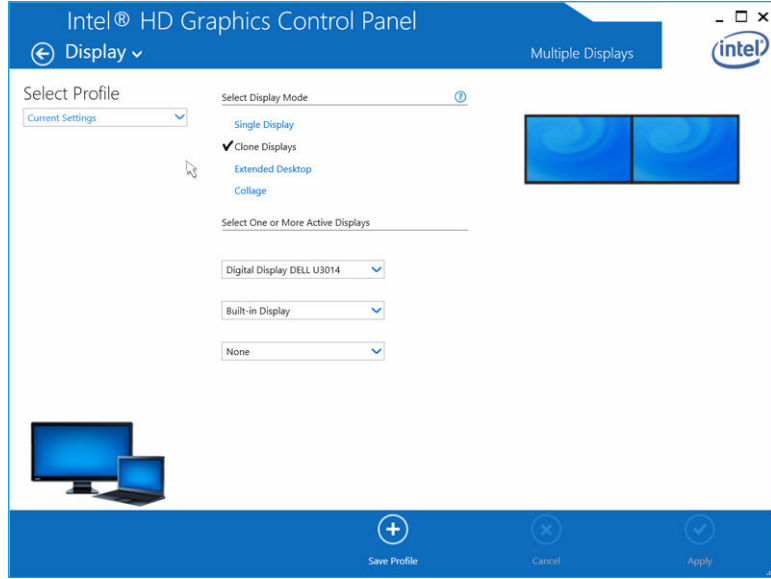 Intel® HD Graphics Control Panel
Display
Multiple Displays
intel
Select Profile
Current Settings
Select Display Mode
?
Single Display
Clone Displays
Extended Desktop
Collage
Select One or More Active Displays
Digital Display DELL U3014
Built-in Display
None
Save Profile
Cancel
Apply